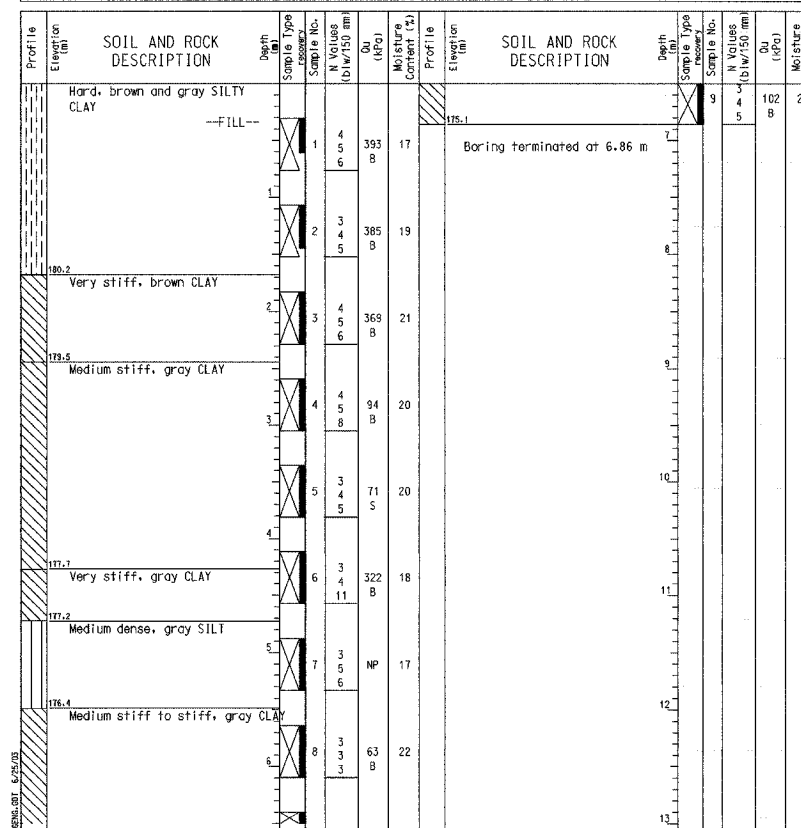 Profile
Elevation (m)
SOIL AND ROCK DESCRIPTION
Depth (m)
Sample Type
recovery
Sample No.
N Values (blw/150 mm)
Qu (kPa)
Moisture Content (%)
Hard, brown and gray SILTY
CLAY
--FILL--
1
4
5
6
393
B
17
1
2
3
4
5
385
B
19
180.2
Very stiff, brown CLAY
2
3
4
5
6
369
B
21
179.5
Medium stiff, gray CLAY
4
4
5
8
94
B
20
3
5
3
4
5
71
S
20
4
177.7
Very stiff, gray CLAY
6
3
4
11
322
B
18
177.2
Medium dense, gray SILT
5
7
3
5
6
NP
17
176.4
Medium stiff to stiff, gray CLAY
8
3
3
3
63
B
22
6
6/25/03
Profile
Elevation (m)
SOIL AND ROCK DESCRIPTION
Depth (m)
Sample Type
recovery
Sample No.
N Values (blw/150 mm)
Qu (kPa)
9
3
4
5
102
B
175.1
7
Boring terminated at 6.86 m
8
9
10
11
12
13